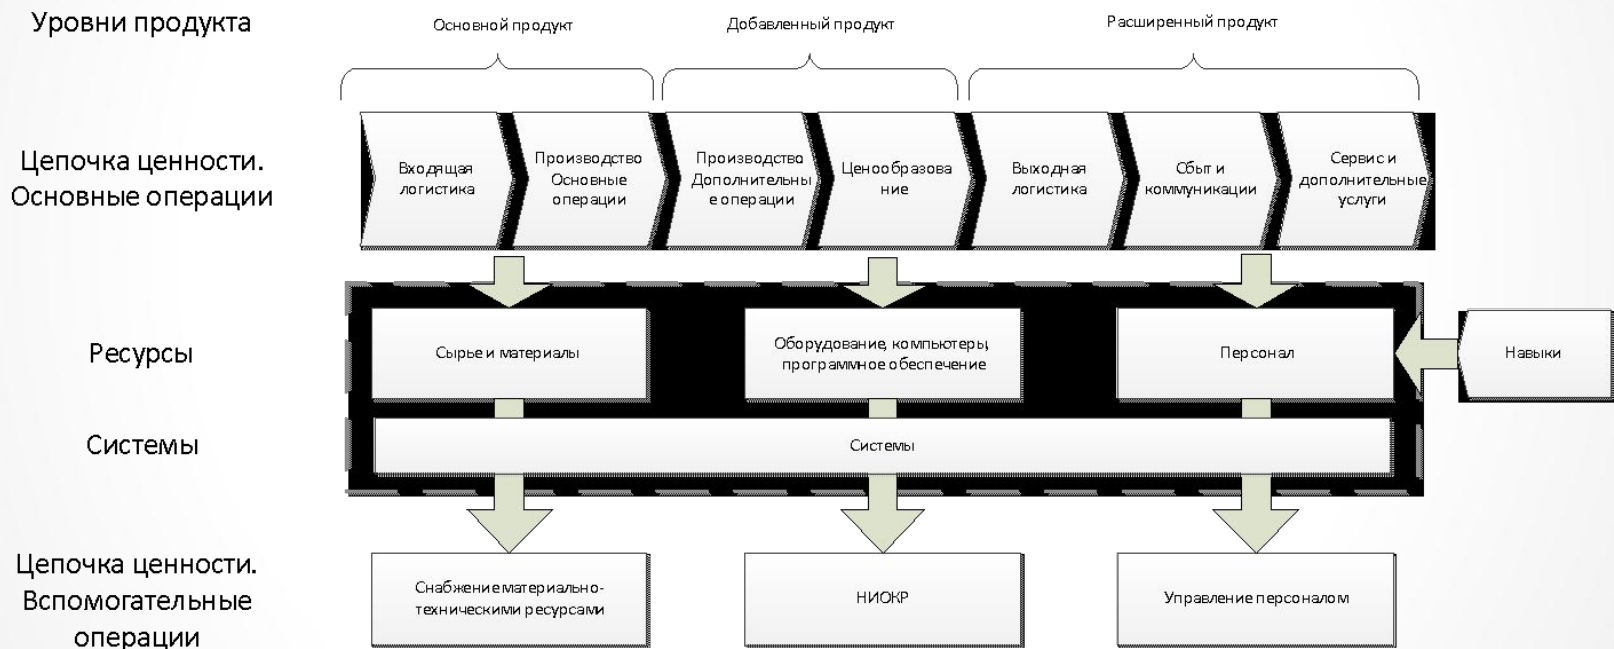 Уровни продукта
Основной продукт
Добавленный продукт
Расширенный продукт
Цепочка ценности.
Основные операции
Входящая
логистика
Производство
Основные
операции
Производство
Дополнительны
е операции
Ценообразова
ние
Выходная
логистика
Сбыт и
коммуникации
Сервис и
дополнительные
услуги
Ресурсы
Сырье и материалы
Оборудование, компьютеры,
программное обеспечение
Персонал
Навыки
Системы
Системы
Цепочка ценности.
Вспомогательные
операции
Снабжение материально-
техническими ресурсами
НИОКР
Управление персоналом